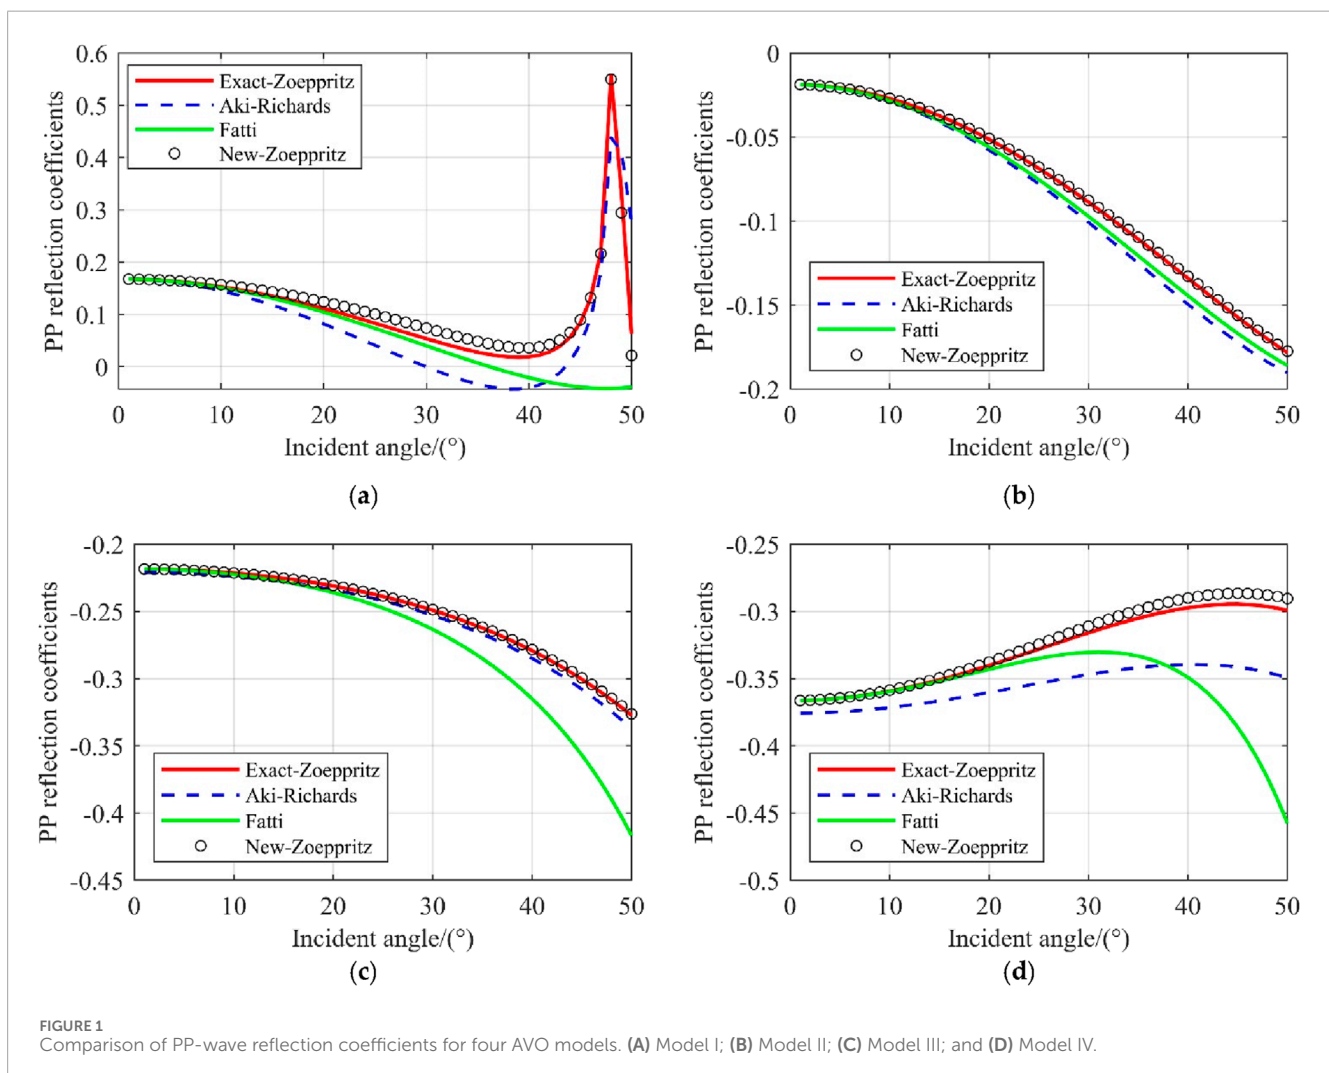 0.6
0.5
0.4
0.3
0.2
0.1
0
PP reflection coefficients
Exact-Zoeppritz
Aki-Richards
Fatti
New-Zoeppritz
0 10 20 30 40 50
Incident angle/(°)
(a)
0
-0.05
-0.1
-0.15
-0.2
PP reflection coefficients
Exact-Zoeppritz
Aki-Richards
Fatti
New-Zoeppritz
0 10 20 30 40 50
Incident angle/(°)
(b)
-0.2
-0.25
-0.3
-0.35
-0.4
-0.45
PP reflection coefficients
Exact-Zoeppritz
Aki-Richards
Fatti
New-Zoeppritz
0 10 20 30 40 50
Incident angle/(°)
(c)
-0.25
-0.3
-0.35
-0.4
-0.45
-0.5
PP reflection coefficients
Exact-Zoeppritz
Aki-Richards
Fatti
New-Zoeppritz
0 10 20 30 40 50
Incident angle/(°)
(d)
FIGURE 1
Comparison of PP-wave reflection coefficients for four AVO models. (A) Model I; (B) Model II; (C) Model III; and (D) Model IV.